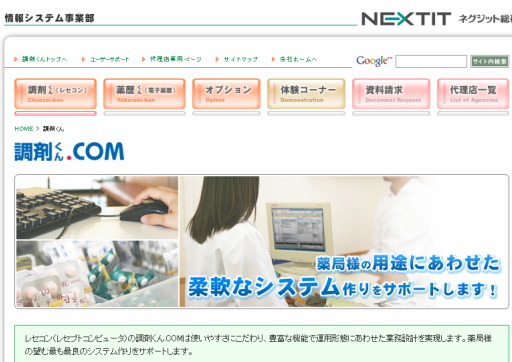 情報システム事業部
NEXTIT ネグジット総
調剤くんトップへ ユーザーサポート 代理店専用ページ サイトマップ 会社ホームへ Google™ サイト内検索
調剤くん(レセコン) 薬歴くん(電子薬歴) オプション 体験コーナー 資料請求 代理店一覧
Chouzai-kun Yakureki-kun Option Demonstration Document Request List of Agencies
HOME > 調剤くん
調剤くん.COM
薬局様の用途にあわせた
柔軟なシステム作りをサポートします!
レセコン(レセプトコンピュータ)の調剤くん.COMは使いやすさにこだわり、豊富な機能で運用形態にあわせた業務設計を実現します。薬局様
の望む最も最良のシステム作りをサポートします。